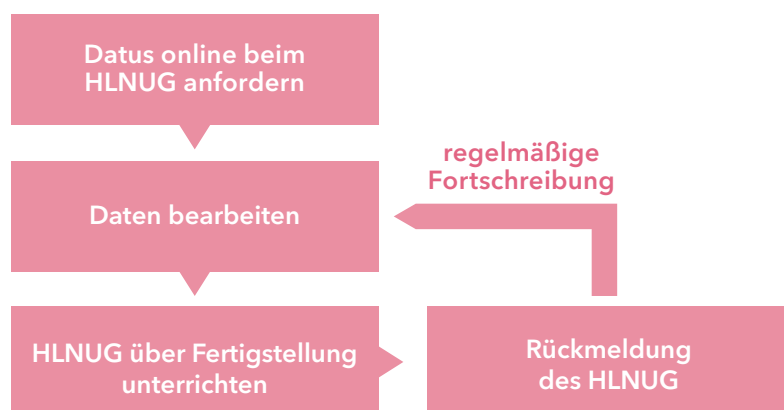 Datus online beim
HLNUG anfordern
regelmäßige
Fortschreibung
Daten bearbeiten
HLNUG über Fertigstellung
unterrichten
Rückmeldung
des HLNUG